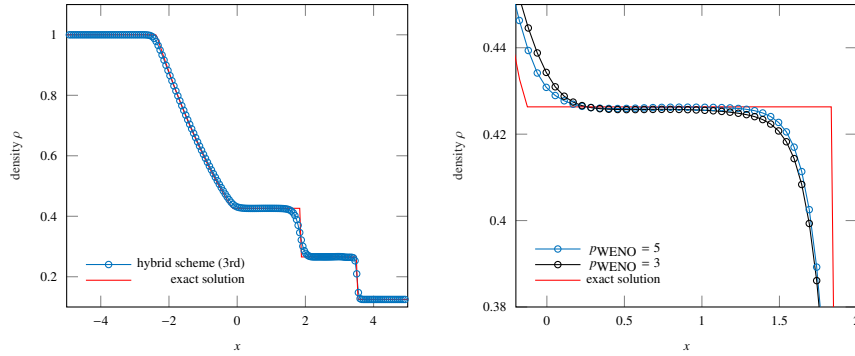 1
0.8
0.6
0.4
0.2
density ρ
hybrid scheme (3rd)
exact solution
−4 −2 0 2 4
x
0.44
0.42
0.4
0.38
density ρ
pWENO = 5
pWENO = 3
exact solution
0 0.5 1 1.5 2
x